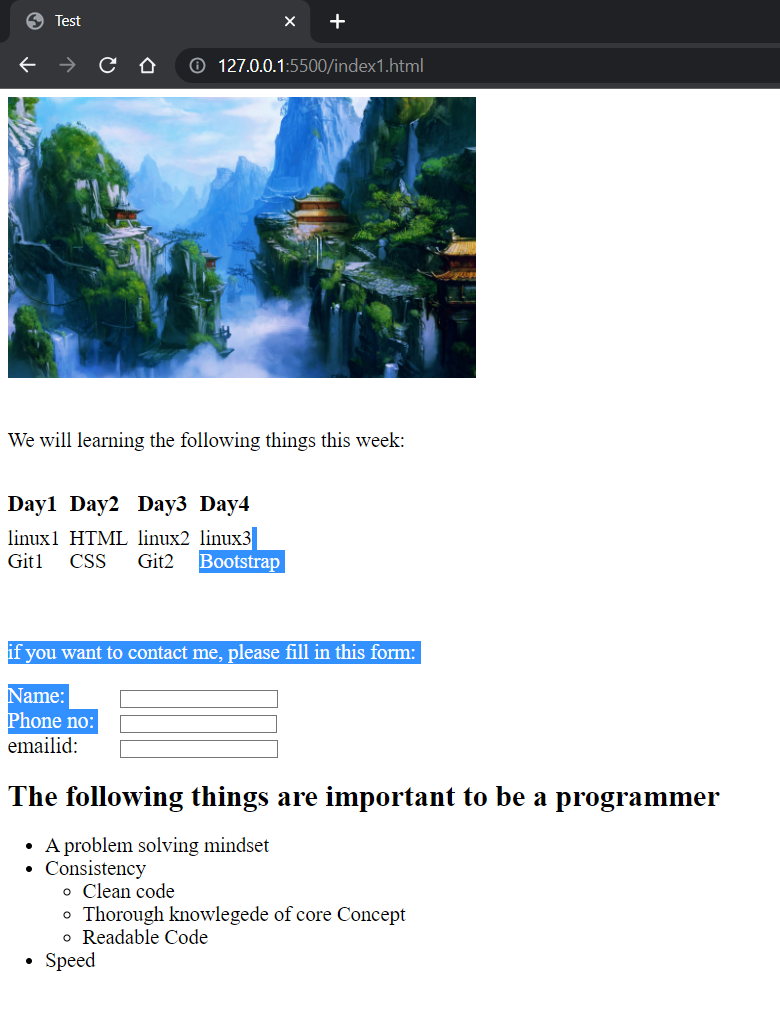 Test
127.0.0.1:5500/index1.html
We will learning the following things this week:
Day1 Day2 Day3 Day4
linux1 HTML linux2 linux3
Git1 CSS Git2 Bootstrap
if you want to contact me, please fill in this form:
Name:
Phone no:
emailid:
The following things are important to be a programmer
A problem solving mindset
Consistency
Clean code
Thorough knowlegede of core Concept
Readable Code
Speed